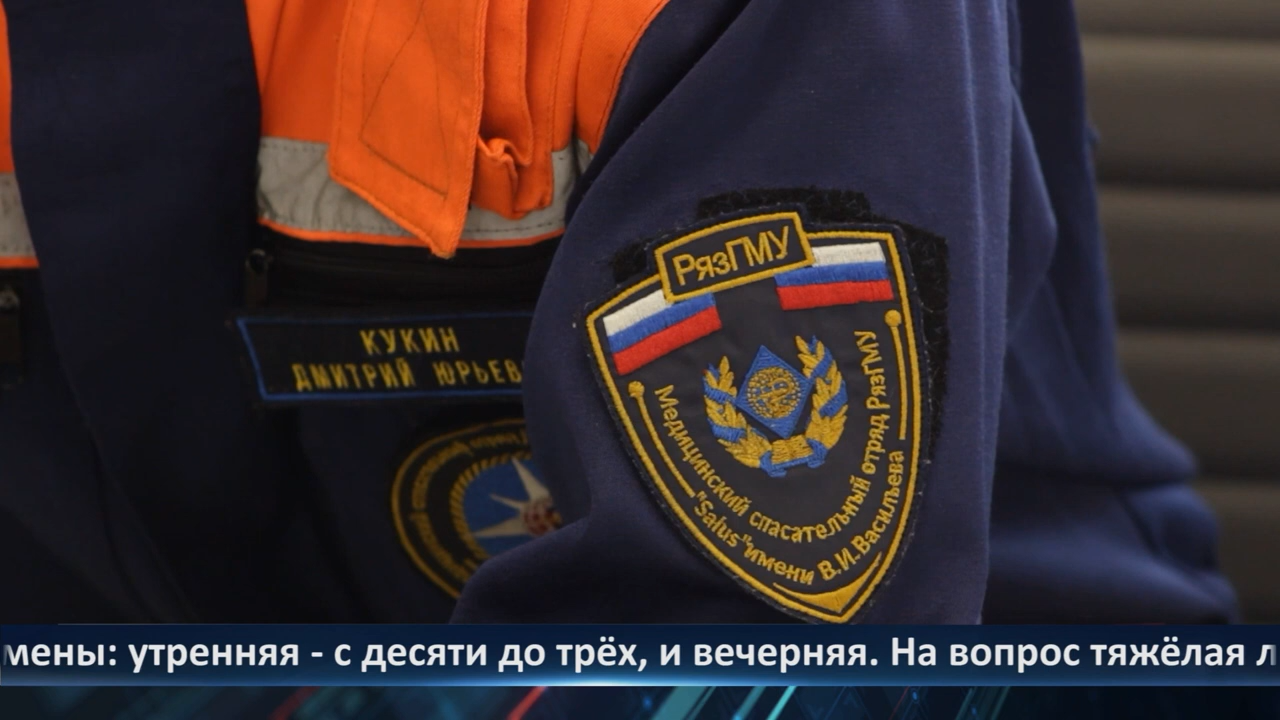 РязГМУ
КУКИН
ДМИТРИЙ ЮРЬЕВ
Медицинский спасательный отряд РязГМУ
"Salus" имени В.И.Васильева
мены: утренняя - с десяти до трёх, и вечерняя. На вопрос тяжёлая л